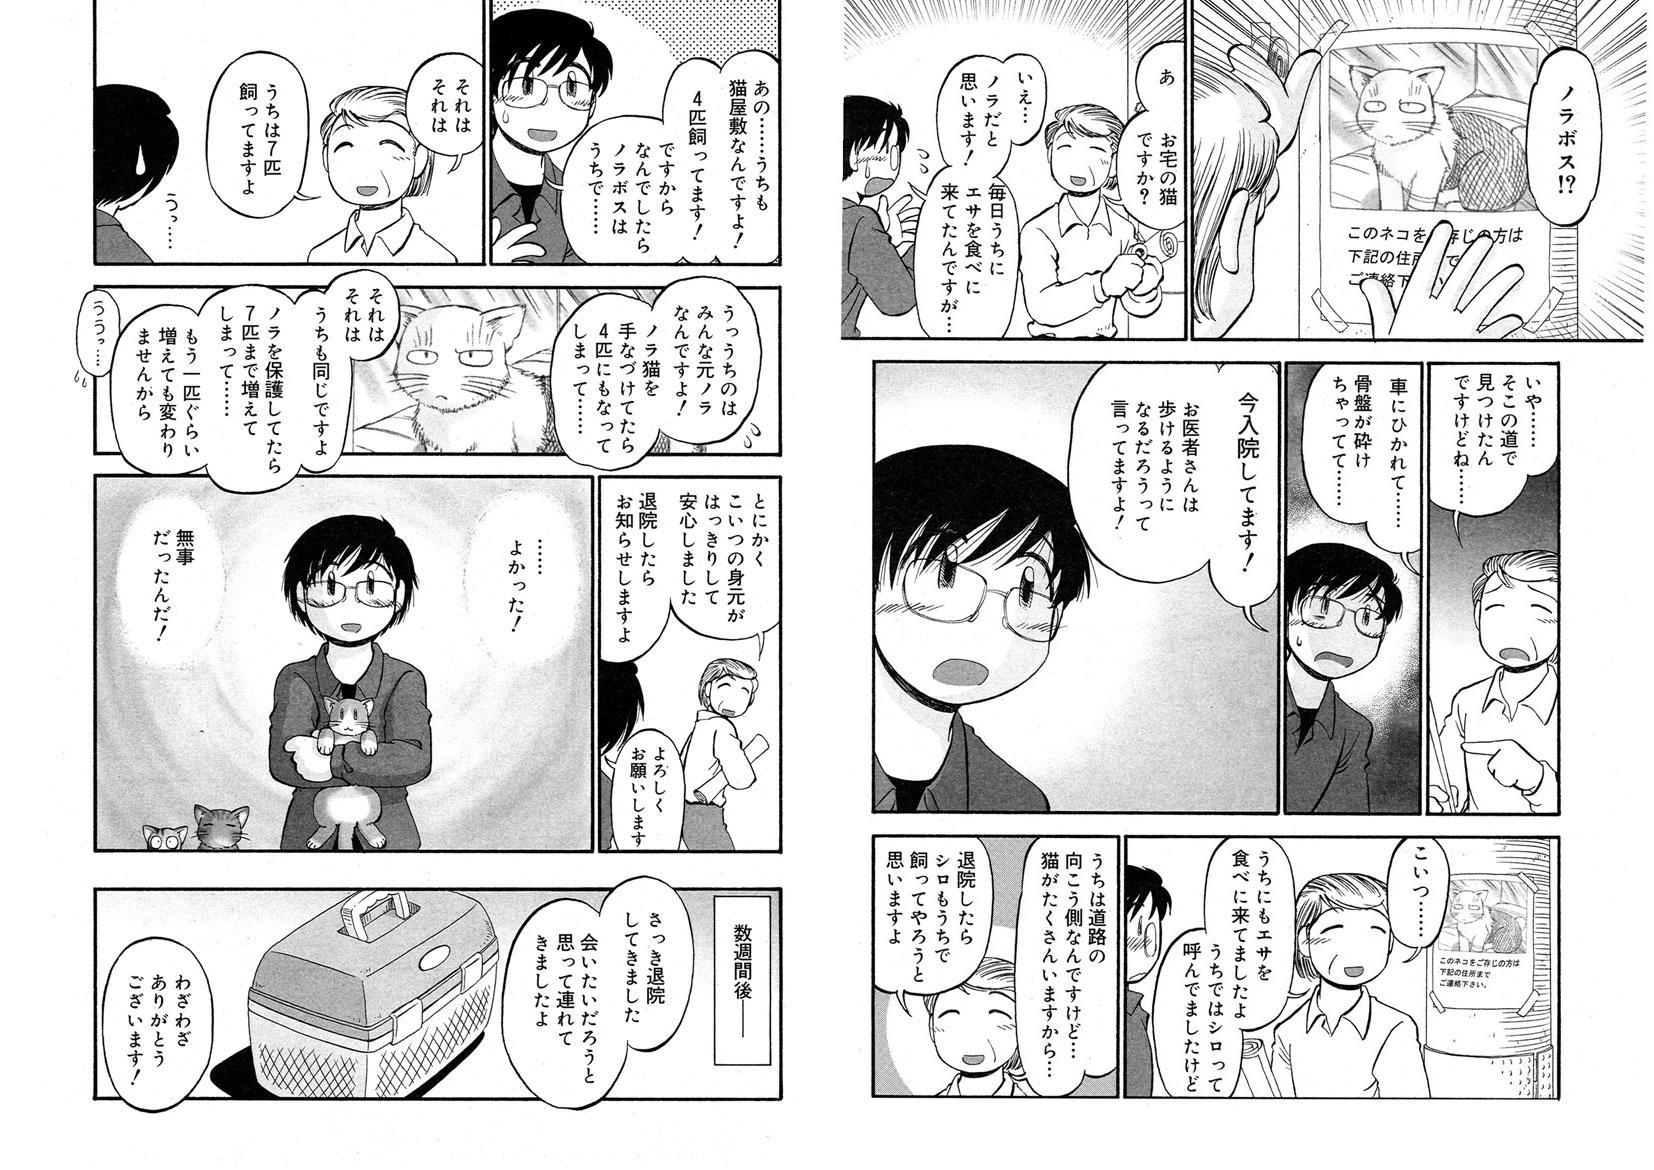 ノラボス!?
このネコをご存じの方は
下記の住所
で
ご連絡下
い
あ
お宅の猫
ですか?
いえ…
ノラだと
思います!
毎日うちに
エサを食べに
来てたんですが…
いや……
そこの道で
見つけたん
ですけどね……
車にひかれて……
骨盤が砕け
ちゃってて……
今入院してます!
お医者さんは
歩けるように
なるだろうって
言ってますよ!
こいつ……
このネコをご存じの方は
下記の住所まで
ご連絡下さい。
うちにもエサを
食べに来てましたよ
うちではシロって
呼んでましたけど
うちは道路の
向こう側なんですけど…
猫がたくさんいますから…
退院したら
シロもうちで
飼ってやろうと
思いますよ
あの……うちも
猫屋敷なんですよ!
4匹飼ってます!
ですから
なんでしたら
ノラボスは
うちで……
それは
それは
うちは7匹
飼ってますよ
うっ……
うっうちのは
みんな元ノラ
なんですよ!
ノラ猫を
手なづけてたら
4匹にもなって
しまって……
それは
それは
うちも同じですよ
ノラを保護してたら
7匹まで増えて
しまって……
もう一匹ぐらい
増えても変わり
ませんから
ううっ……
とにかく
こいつの身元が
はっきりして
安心しました
退院したら
お知らせしますよ
よろしく
お願いします
……
よかった!
無事
だったんだ!
数週間後――
さっき退院
してきました
会いたいだろうと
思って連れて
きましたよ
わざわざ
ありがとう
ございます!